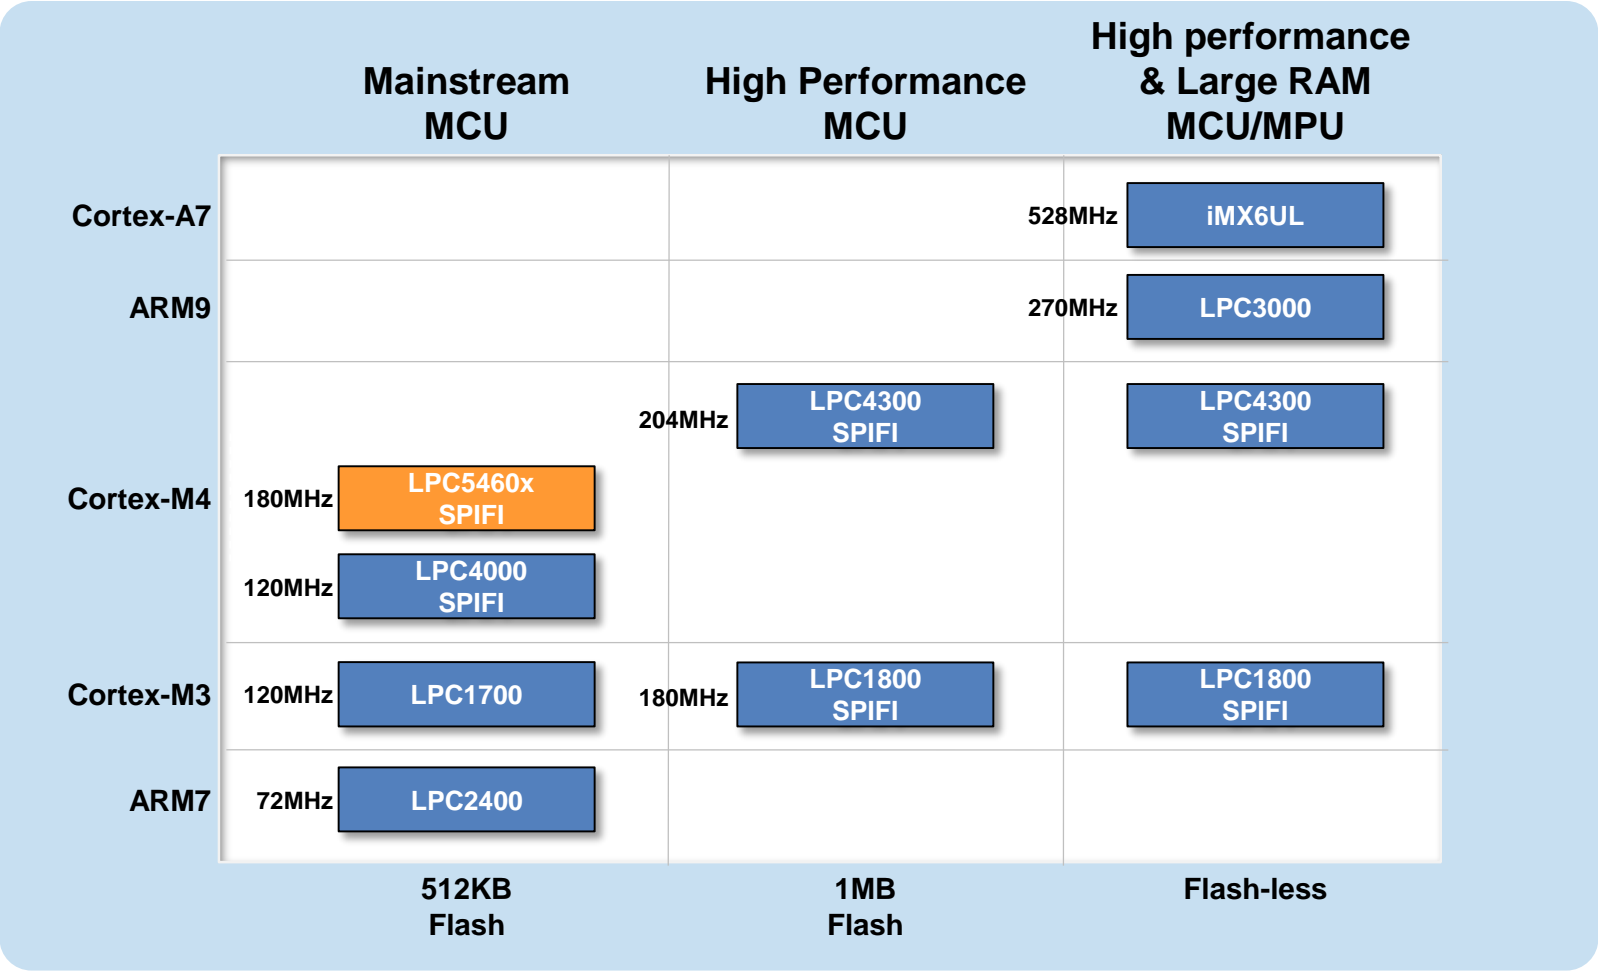 Mainstream
MCU
High Performance
MCU
High performance
& Large RAM
MCU/MPU
Cortex-A7
528MHz
iMX6UL
ARM9
270MHz
LPC3000
Cortex-M4
204MHz
LPC4300
SPIFI
LPC4300
SPIFI
180MHz
LPC5460x
SPIFI
120MHz
LPC4000
SPIFI
Cortex-M3
120MHz
LPC1700
180MHz
LPC1800
SPIFI
LPC1800
SPIFI
ARM7
72MHz
LPC2400
512KB
Flash
1MB
Flash
Flash-less